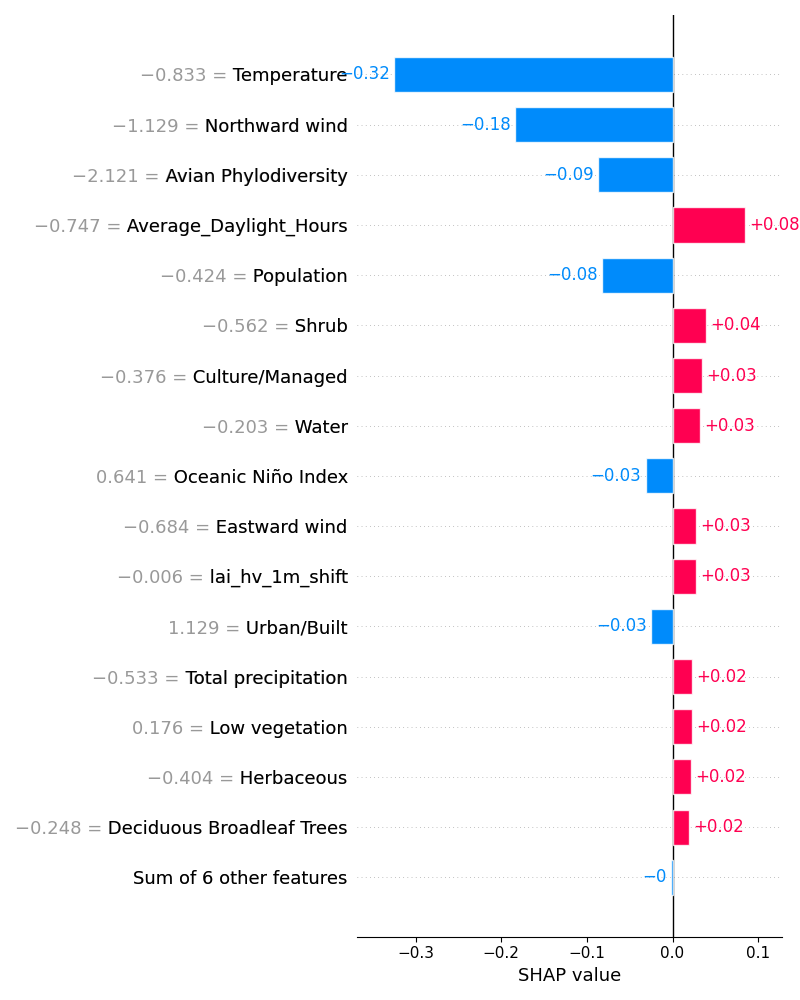 −0.833 = Temperature −0.32
−1.129 = Northward wind −0.18
−2.121 = Avian Phylodiversity −0.09
−0.747 = Average_Daylight_Hours +0.08
−0.424 = Population −0.08
−0.562 = Shrub +0.04
−0.376 = Culture/Managed +0.03
−0.203 = Water +0.03
0.641 = Oceanic Niño Index −0.03
−0.684 = Eastward wind +0.03
−0.006 = lai_hv_1m_shift +0.03
1.129 = Urban/Built −0.03
−0.533 = Total precipitation +0.02
0.176 = Low vegetation +0.02
−0.404 = Herbaceous +0.02
−0.248 = Deciduous Broadleaf Trees +0.02
Sum of 6 other features −0
−0.3 −0.2 −0.1 0.0 0.1
SHAP value